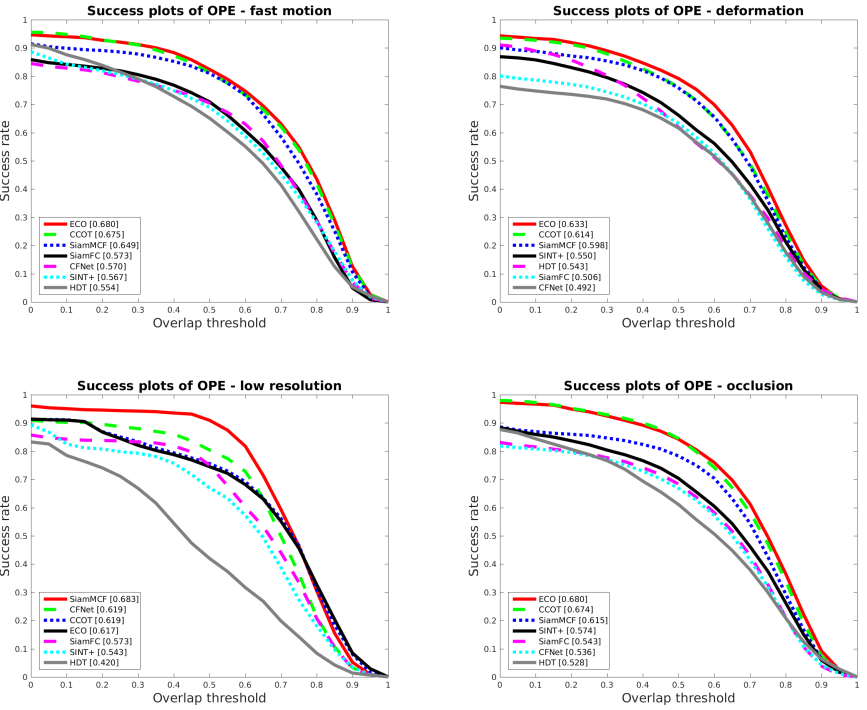 Success plots of OPE - fast motion
1
0.9
0.8
0.7
0.6
0.5
0.4
0.3
0.2
0.1
0
Success rate
ECO [0.680]
CCOT [0.675]
SiamMCF [0.649]
SiamFC [0.573]
CFNet [0.570]
SINT+ [0.567]
HDT [0.554]
0 0.1 0.2 0.3 0.4 0.5 0.6 0.7 0.8 0.9 1
Overlap threshold
Success plots of OPE - deformation
1
0.9
0.8
0.7
0.6
0.5
0.4
0.3
0.2
0.1
0
Success rate
ECO [0.633]
CCOT [0.614]
SiamMCF [0.598]
SINT+ [0.550]
HDT [0.543]
SiamFC [0.506]
CFNet [0.492]
0 0.1 0.2 0.3 0.4 0.5 0.6 0.7 0.8 0.9 1
Overlap threshold
Success plots of OPE - low resolution
1
0.9
0.8
0.7
0.6
0.5
0.4
0.3
0.2
0.1
0
Success rate
SiamMCF [0.683]
CFNet [0.619]
CCOT [0.619]
ECO [0.617]
SiamFC [0.573]
SINT+ [0.543]
HDT [0.420]
0 0.1 0.2 0.3 0.4 0.5 0.6 0.7 0.8 0.9 1
Overlap threshold
Success plots of OPE - occlusion
1
0.9
0.8
0.7
0.6
0.5
0.4
0.3
0.2
0.1
0
Success rate
ECO [0.680]
CCOT [0.674]
SiamMCF [0.615]
SINT+ [0.574]
SiamFC [0.543]
CFNet [0.536]
HDT [0.528]
0 0.1 0.2 0.3 0.4 0.5 0.6 0.7 0.8 0.9 1
Overlap threshold